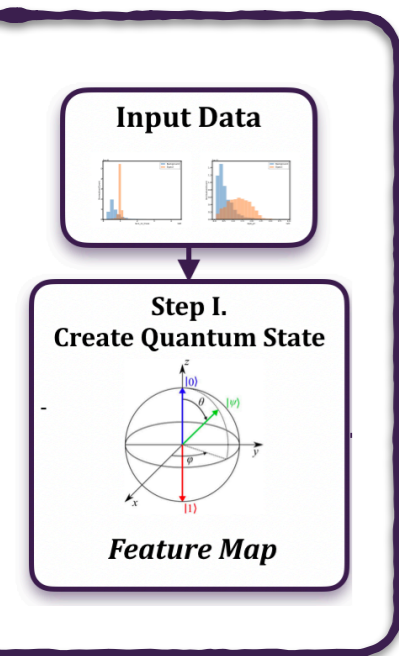 Input Data
Step I.
Create Quantum State
z
|0⟩
θ
|ψ⟩
φ
y
x
|1⟩
Feature Map